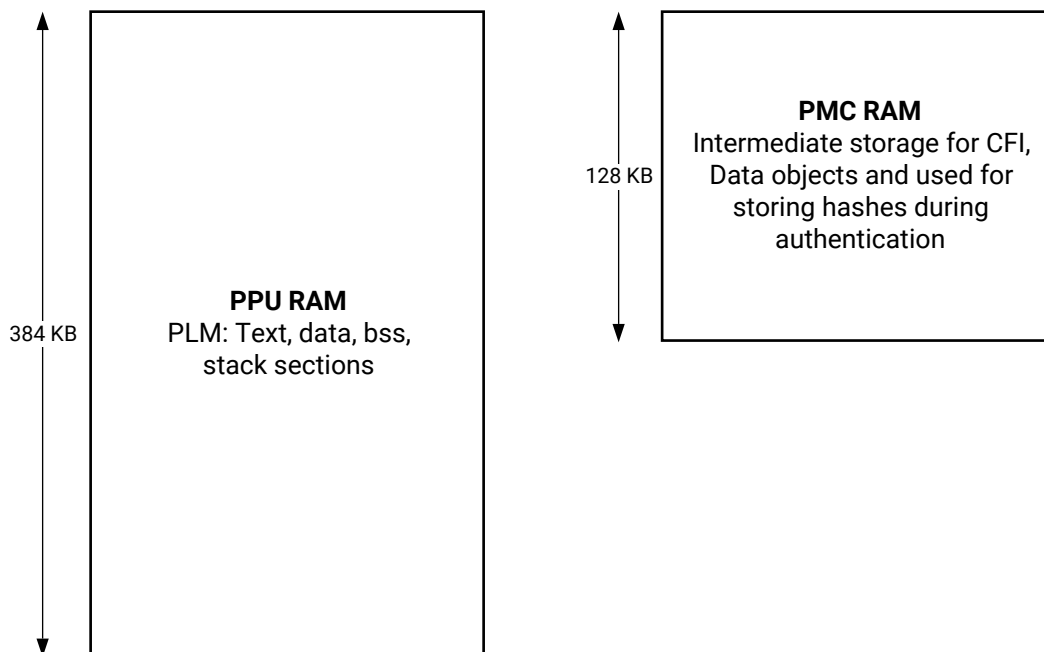 384 KB
PPU RAM
PLM: Text, data, bss,
stack sections
128 KB
PMC RAM
Intermediate storage for CFI,
Data objects and used for
storing hashes during
authentication